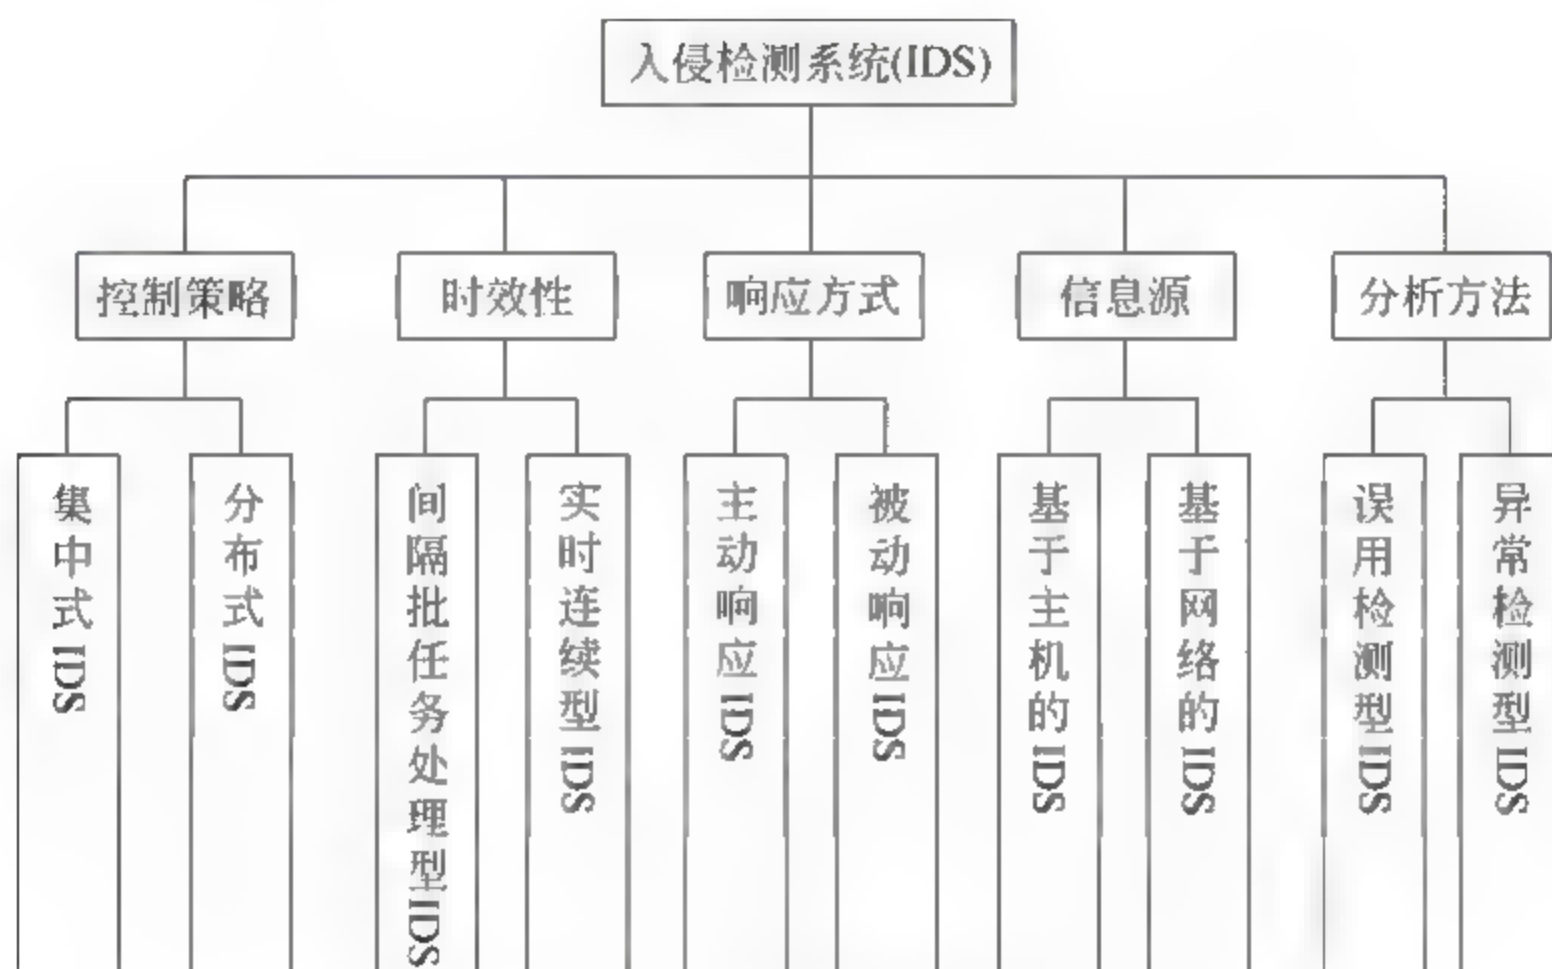 入侵检测系统(IDS)
控制策略
时效性
响应方式
信息源
分析方法
集中式IDS
分布式IDS
间隔批任务处理型IDS
实时连续型IDS
主动响应IDS
被动响应IDS
基于主机的IDS
基于网络的IDS
误用检测型IDS
异常检测型IDS